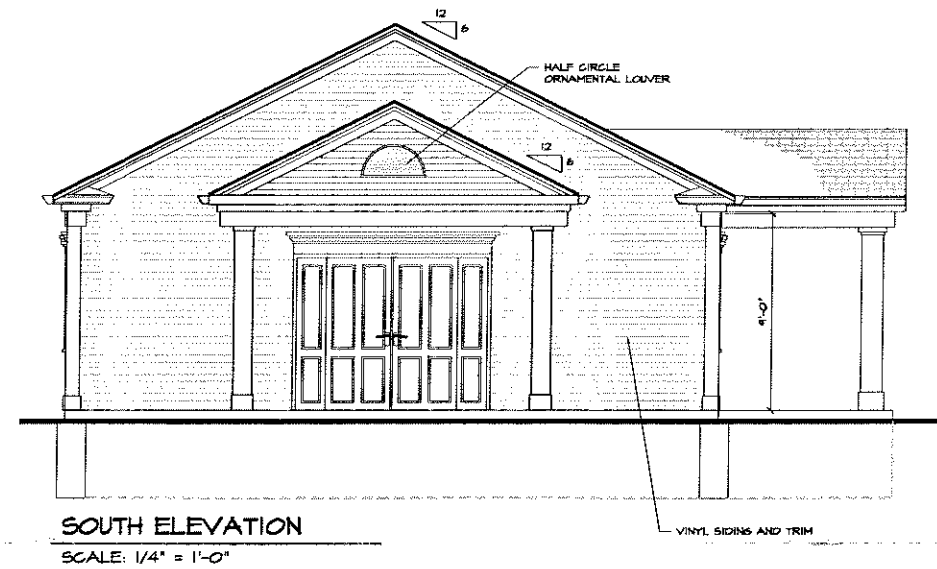 12
6
HALF CIRCLE
ORNAMENTAL LOUVER
12
6
9'-0"
VINYL SIDING AND TRIM
SOUTH ELEVATION
SCALE: 1/4" = 1'-0"